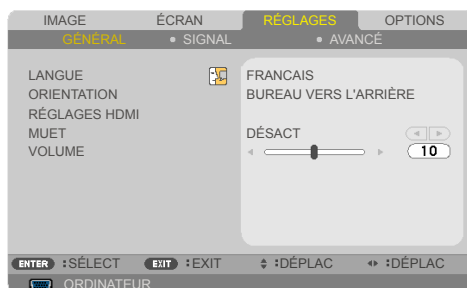 IMAGE ÉCRAN RÉGLAGES OPTIONS
GÉNÉRAL • SIGNAL • AVANCÉ
LANGUE FRANCAIS
ORIENTATION BUREAU VERS L'ARRIÈRE
RÉGLAGES HDMI
MUET DÉSACT
VOLUME 10
ENTER :SÉLECT EXIT :EXIT :DÉPLAC :DÉPLAC
ORDINATEUR